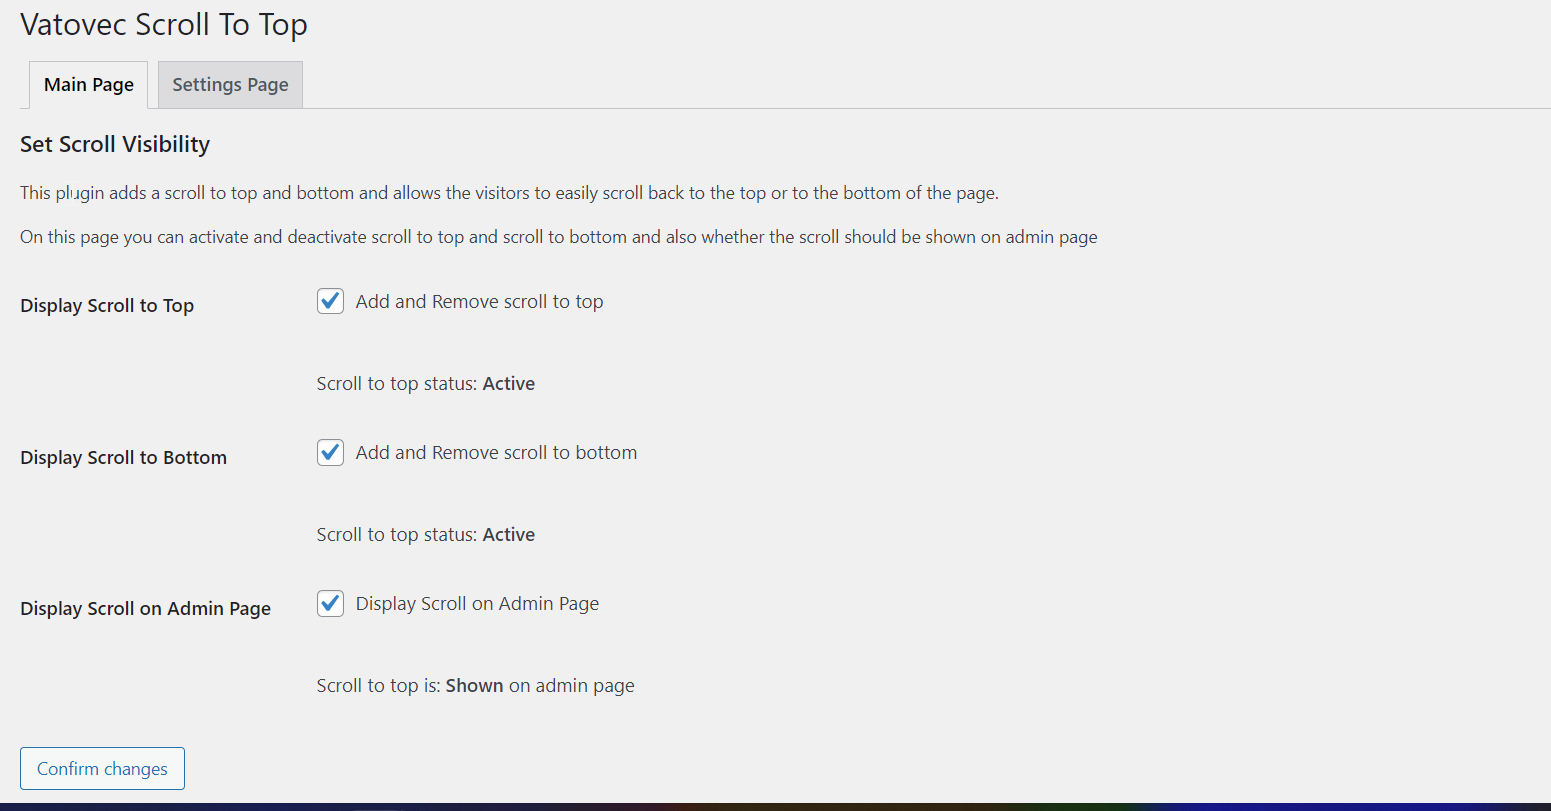 Vatovec Scroll To Top
Main Page
Settings Page
Set Scroll Visibility
This plugin adds a scroll to top and bottom and allows the visitors to easily scroll back to the top or to the bottom of the page.
On this page you can activate and deactivate scroll to top and scroll to bottom and also whether the scroll should be shown on admin page
Display Scroll to Top
Add and Remove scroll to top
Scroll to top status: Active
Display Scroll to Bottom
Add and Remove scroll to bottom
Scroll to top status: Active
Display Scroll on Admin Page
Display Scroll on Admin Page
Scroll to top is: Shown on admin page
Confirm changes